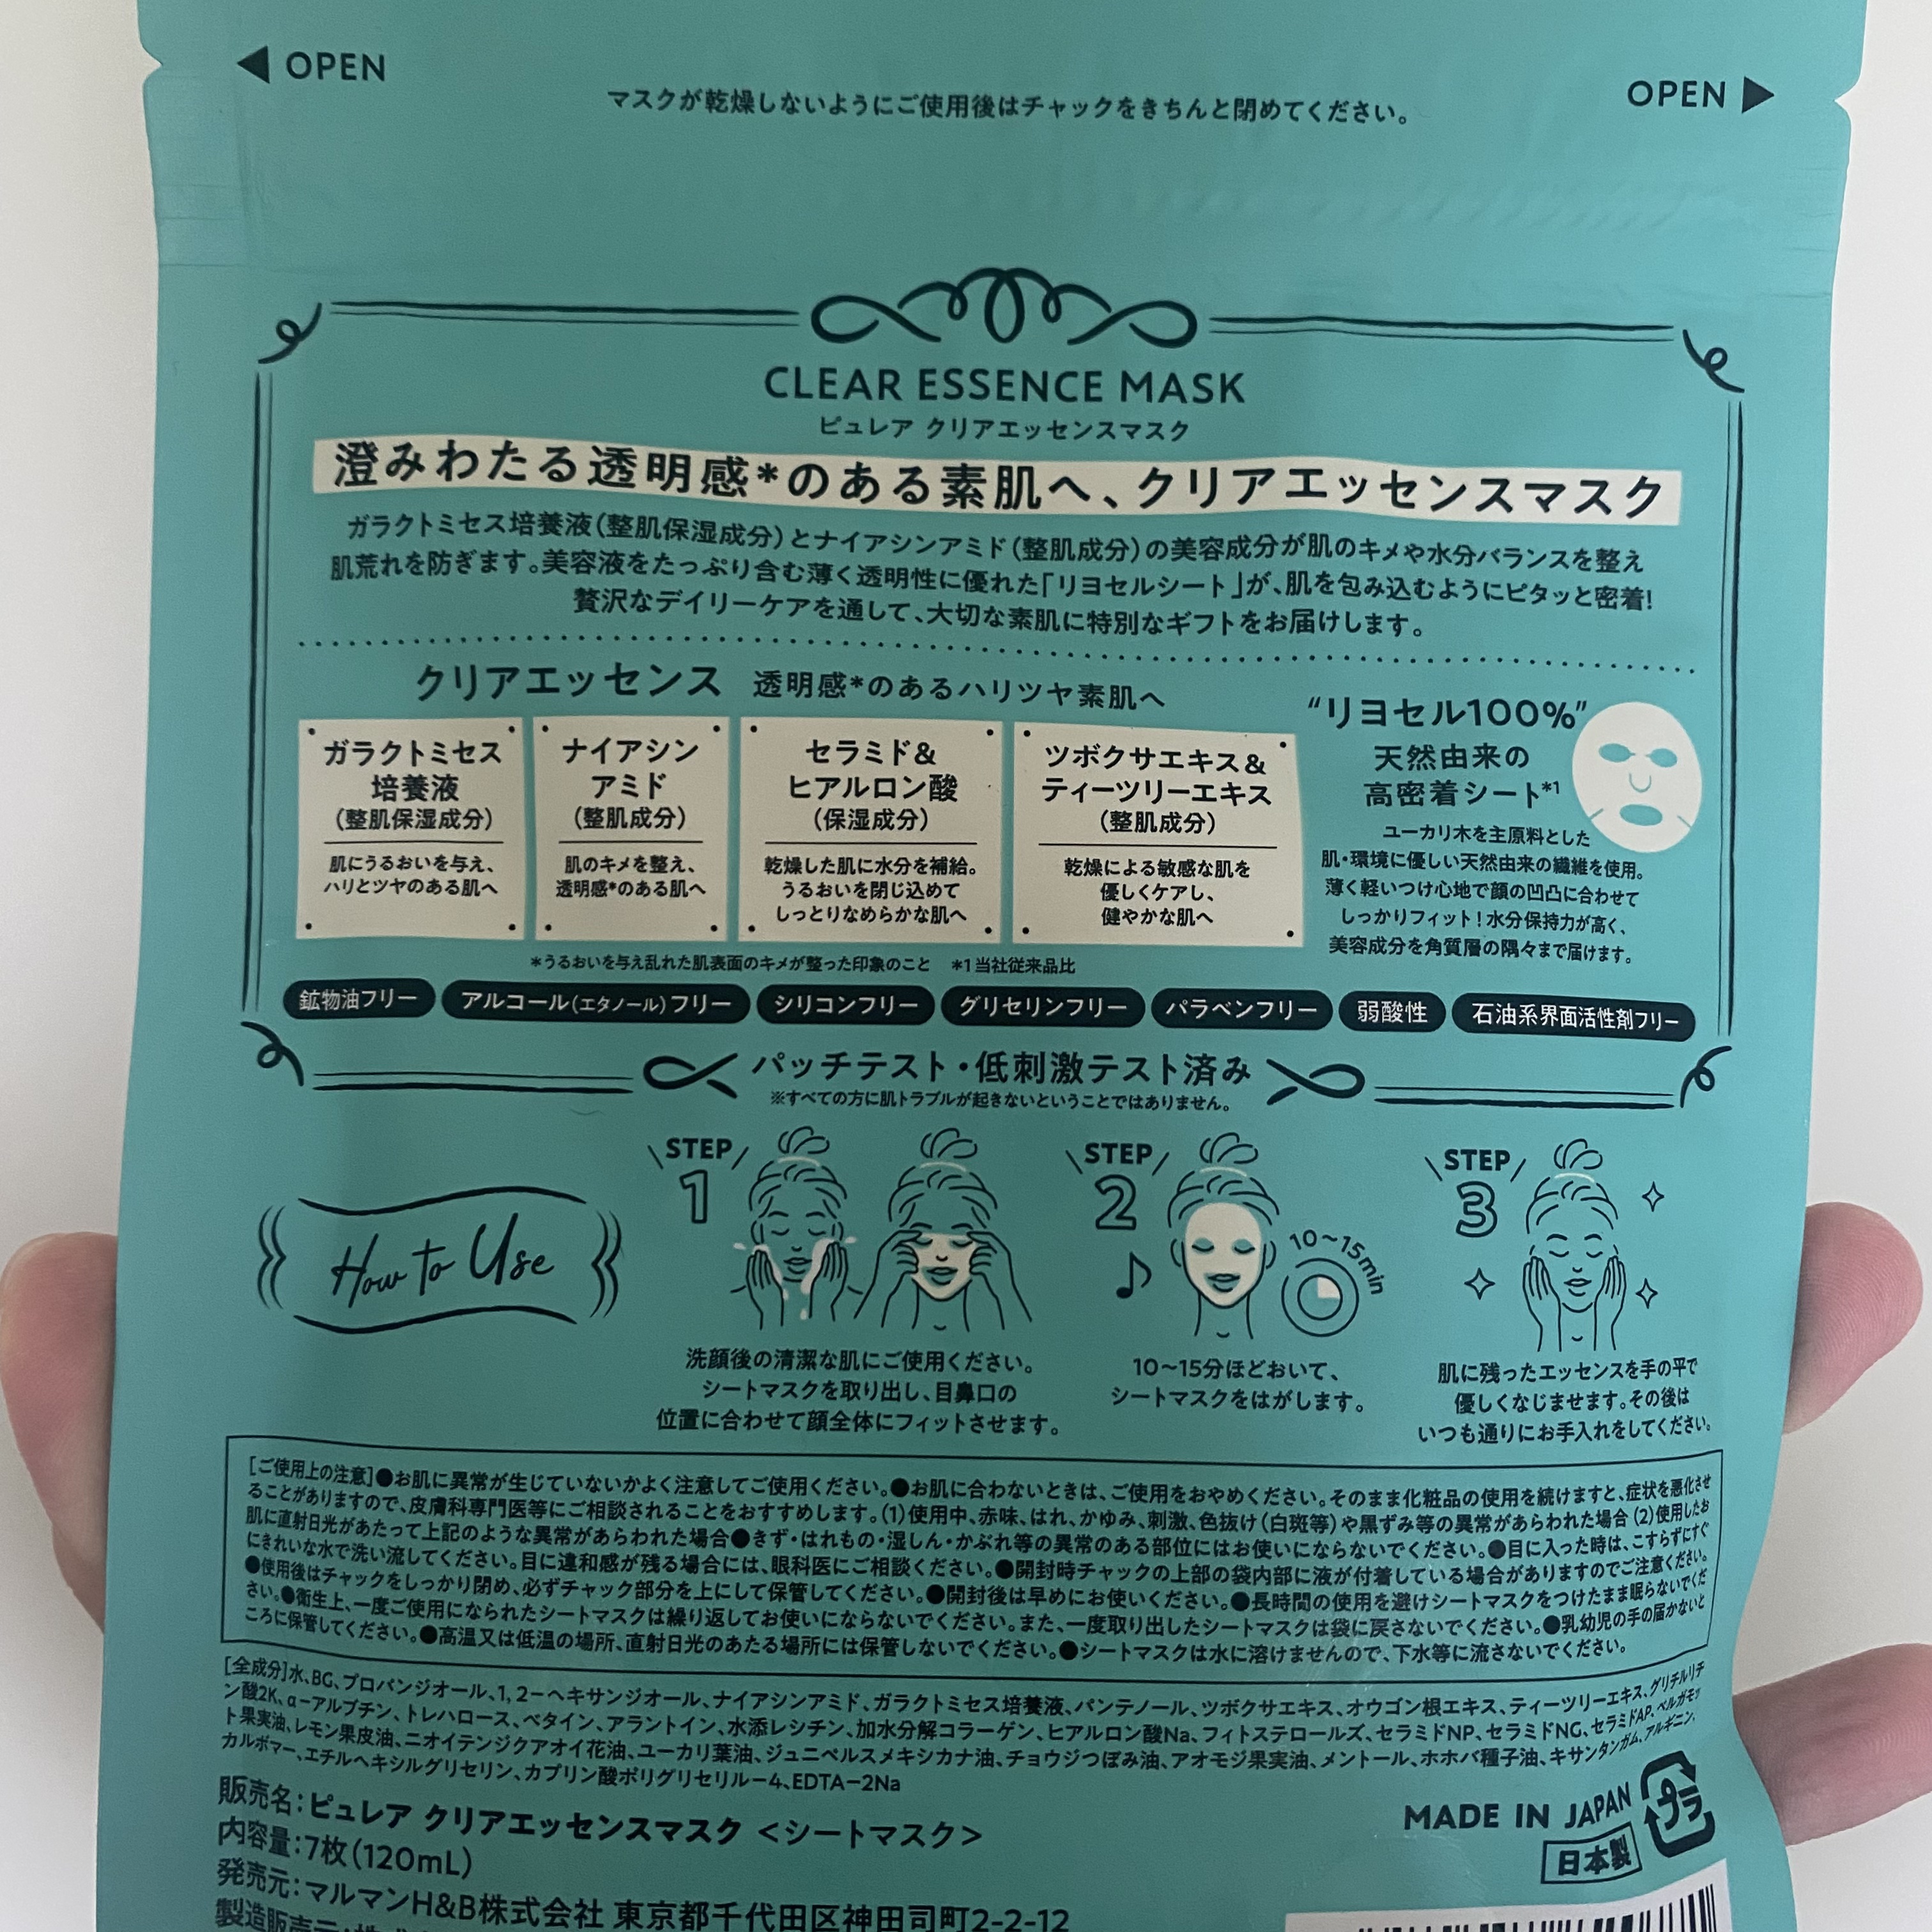 ◀ OPEN
OPEN ▶
マスクが乾燥しないようにご使用後はチャックをきちんと閉めてください。
CLEAR ESSENCE MASK
ピュレア クリアエッセンスマスク
澄みわたる透明感*のある素肌へ、クリアエッセンスマスク
ガラクトミセス培養液(整肌保湿成分)とナイアシンアミド(整肌成分)の美容成分が肌のキメや水分バランスを整え
肌荒れを防ぎます。美容液をたっぷり含む薄く透明性に優れた「リヨセルシート」が、肌を包み込むようにピタッと密着!
贅沢なデイリーケアを通して、大切な素肌に特別なギフトをお届けします。
クリアエッセンス 透明感*のあるハリツヤ素肌へ
ガラクトミセス
培養液
(整肌保湿成分)
肌にうるおいを与え、
ハリとツヤのある肌へ
ナイアシン
アミド
(整肌成分)
肌のキメを整え、
透明感*のある肌へ
セラミド&
ヒアルロン酸
(保湿成分)
乾燥した肌に水分を補給。
うるおいを閉じ込めて
しっとりなめらかな肌へ
ツボクサエキス&
ティーツリーエキス
(整肌成分)
乾燥による敏感な肌を
優しくケアし、
健やかな肌へ
“リヨセル100%”
天然由来の
高密着シート*1
ユーカリ木を主原料とした
肌・環境に優しい天然由来の繊維を使用。
薄く軽いつけ心地で顔の凹凸に合わせて
しっかりフィット!水分保持力が高く、
美容成分を角質層の隅々まで届けます。
*うるおいを与え乱れた肌表面のキメが整った印象のこと *1当社従来品比
鉱物油フリー アルコール(エタノール)フリー シリコンフリー グリセリンフリー パラベンフリー 弱酸性 石油系界面活性剤フリー
パッチテスト・低刺激テスト済み
※すべての方に肌トラブルが起きないということではありません。
How to Use
STEP
1
洗顔後の清潔な肌にご使用ください。
シートマスクを取り出し、目鼻口の
位置に合わせて顔全体にフィットさせます。
STEP
2
10~15min
10~15分ほどおいて、
シートマスクをはがします。
STEP
3
肌に残ったエッセンスを手の平で
優しくなじませます。その後は
いつも通りにお手入れをしてください。
[ご使用上の注意]●お肌に異常が生じていないかよく注意してご使用ください。●お肌に合わないときは、ご使用をおやめください。そのまま化粧品の使用を続けますと、症状を悪化させ
ることがありますので、皮膚科専門医等にご相談されることをおすすめします。(1)使用中、赤味、はれ、かゆみ、刺激、色抜け(白斑等)や黒ずみ等の異常があらわれた場合(2)使用したお
肌に直射日光があたって上記のような異常があらわれた場合●きず・はれもの・湿しん・かぶれ等の異常のある部位にはお使いにならないでください。●目に入った時は、こすらずにすぐ
にきれいな水で洗い流してください。目に違和感が残る場合には、眼科医にご相談ください。●開封時チャックの上部の袋内部に液が付着している場合がありますのでご注意ください。
●使用後はチャックをしっかり閉め、必ずチャック部分を上にして保管してください。●開封後は早めにお使いください。●長時間の使用を避けシートマスクをつけたまま眠らないでくだ
さい。●衛生上、一度ご使用になられたシートマスクは繰り返してお使いにならないでください。また、一度取り出したシートマスクは袋に戻さないでください。●乳幼児の手の届かないと
ころに保管してください。●高温又は低温の場所、直射日光のあたる場所には保管しないでください。●シートマスクは水に溶けませんので、下水等に流さないでください。
[全成分]水、BG、プロパンジオール、1,2-ヘキサンジオール、ナイアシンアミド、ガラクトミセス培養液、パンテノール、ツボクサエキス、オウゴン根エキス、ティーツリーエキス、グリチルリチ
ン酸2K、α-アルブチン、トレハロース、ベタイン、アラントイン、水添レシチン、加水分解コラーゲン、ヒアルロン酸Na、フィトステロールズ、セラミドNP、セラミドNG、セラミドAP、ベルガモッ
ト果実油、レモン果皮油、ニオイテンジクアオイ花油、ユーカリ葉油、ジュニペルスメキシカナ油、チョウジつぼみ油、アオモジ果実油、メントール、ホホバ種子油、キサンタンガム、アルギニン、
カルボマー、エチルヘキシルグリセリン、カプリン酸ポリグリセリル-4、EDTA-2Na
販売名:ピュレア クリアエッセンスマスク <シートマスク>
内容量:7枚(120mL)
発売元:マルマンH&B株式会社 東京都千代田区神田司町2-2-12
MADE IN JAPAN
日本製
プラ